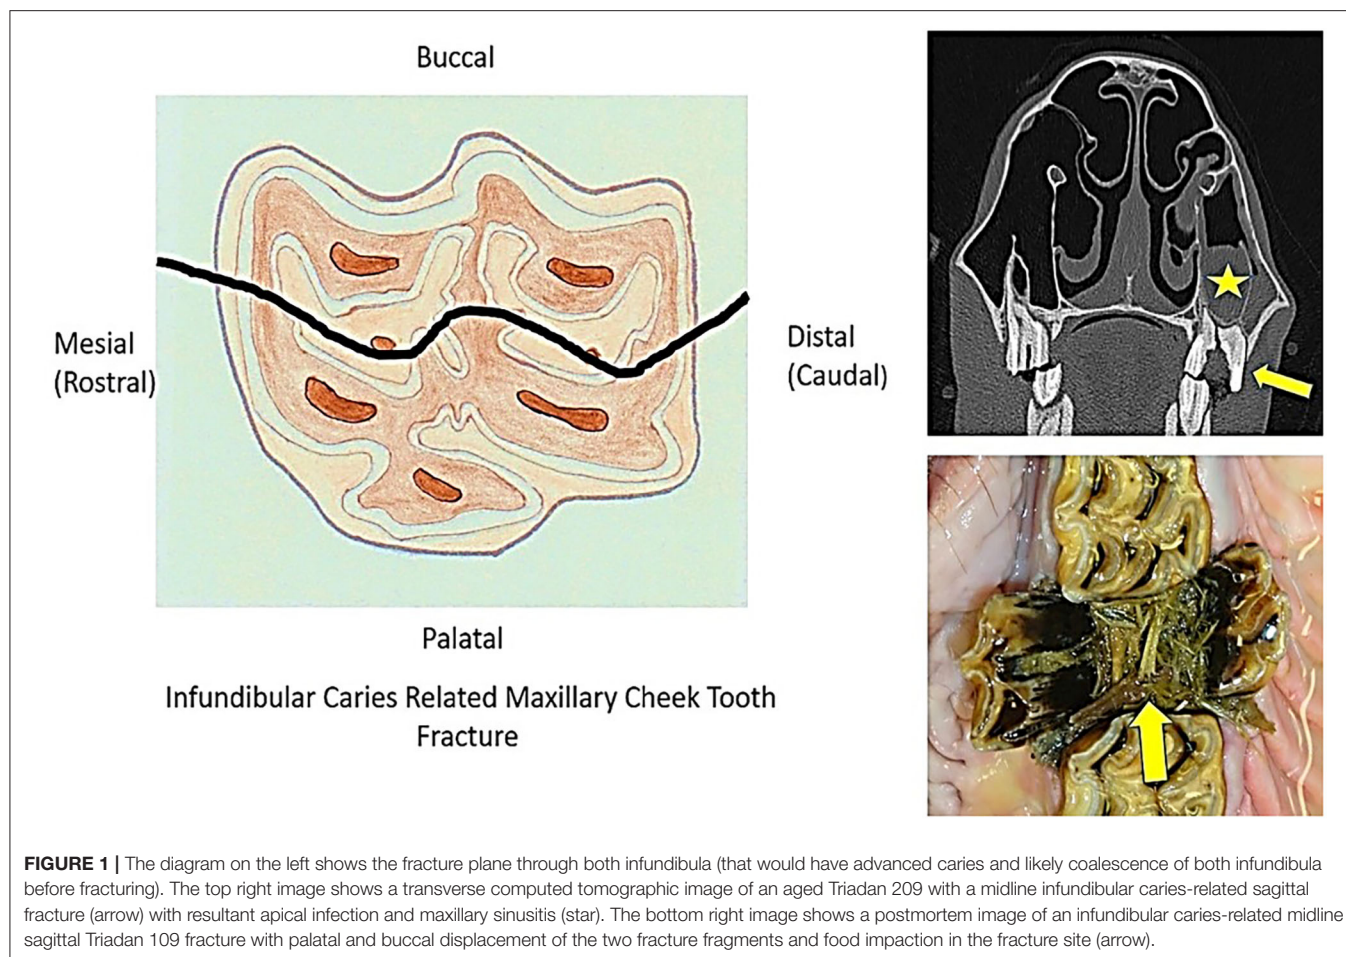 Buccal
Mesial
(Rostral)
Distal
(Caudal)
Palatal
Infundibular Caries Related Maxillary Cheek Tooth
Fracture
FIGURE 1 | The diagram on the left shows the fracture plane through both infundibula (that would have advanced caries and likely coalescence of both infundibula
before fracturing). The top right image shows a transverse computed tomographic image of an aged Triadan 209 with a midline infundibular caries-related sagittal
fracture (arrow) with resultant apical infection and maxillary sinusitis (star). The bottom right image shows a postmortem image of an infundibular caries-related midline
sagittal Triadan 109 fracture with palatal and buccal displacement of the two fracture fragments and food impaction in the fracture site (arrow).